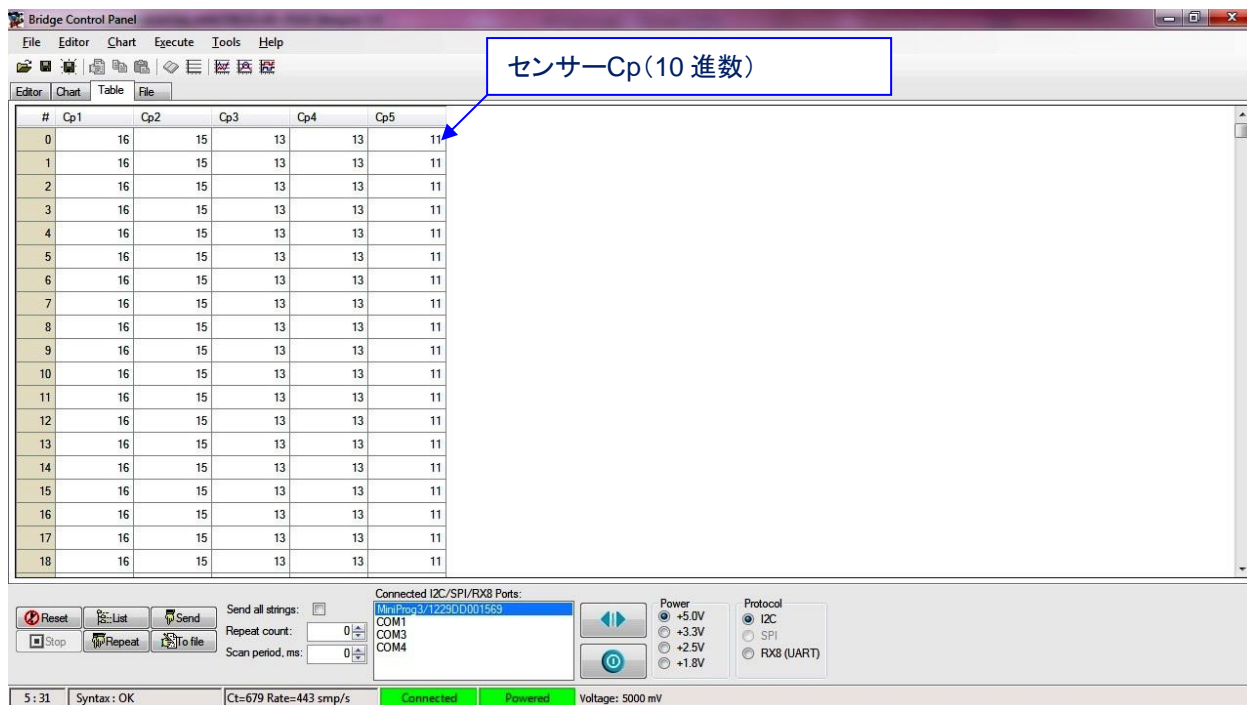 Bridge Control Panel
File Editor Chart Execute Tools Help
センサーCp（10 進数）
Editor Chart Table File
# Cp1 Cp2 Cp3 Cp4 Cp5
0 16 15 13 13 11
1 16 15 13 13 11
2 16 15 13 13 11
3 16 15 13 13 11
4 16 15 13 13 11
5 16 15 13 13 11
6 16 15 13 13 11
7 16 15 13 13 11
8 16 15 13 13 11
9 16 15 13 13 11
10 16 15 13 13 11
11 16 15 13 13 11
12 16 15 13 13 11
13 16 15 13 13 11
14 16 15 13 13 11
15 16 15 13 13 11
16 16 15 13 13 11
17 16 15 13 13 11
18 16 15 13 13 11
Reset List Send
Stop Repeat To file
Send all strings:
Repeat count: 0
Scan period, ms: 0
Connected I2C/SPI/RX8 Ports:
MiniProg3/1229DD001569
COM1
COM3
COM4
Power
+5.0V
+3.3V
+2.5V
+1.8V
Protocol
I2C
SPI
RX8 (UART)
5 : 31 Syntax : OK Ct=679 Rate=443 smp/s Connected Powered Voltage: 5000 mV